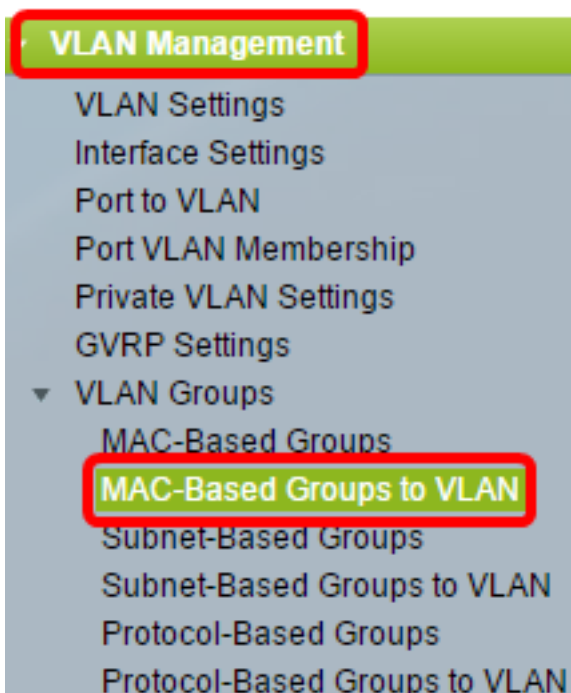 VLAN Management
VLAN Settings
Interface Settings
Port to VLAN
Port VLAN Membership
Private VLAN Settings
GVRP Settings
VLAN Groups
MAC-Based Groups
MAC-Based Groups to VLAN
Subnet-Based Groups
Subnet-Based Groups to VLAN
Protocol-Based Groups
Protocol-Based Groups to VLAN